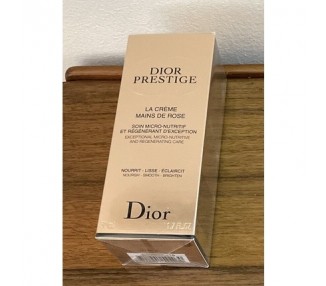 DIOR
PRESTIGE
LA CRÈME
MAINS DE ROSE
SOIN MICRO-NUTRITIF
ET RÉGÉNÉRANT D'EXCEPTION
EXCEPTIONAL MICRO-NUTRITIVE
AND REGENERATING CARE
NOURRIT - LISSE - ÉCLAIRCIT
NOURISH - SMOOTH - BRIGHTEN
Dior